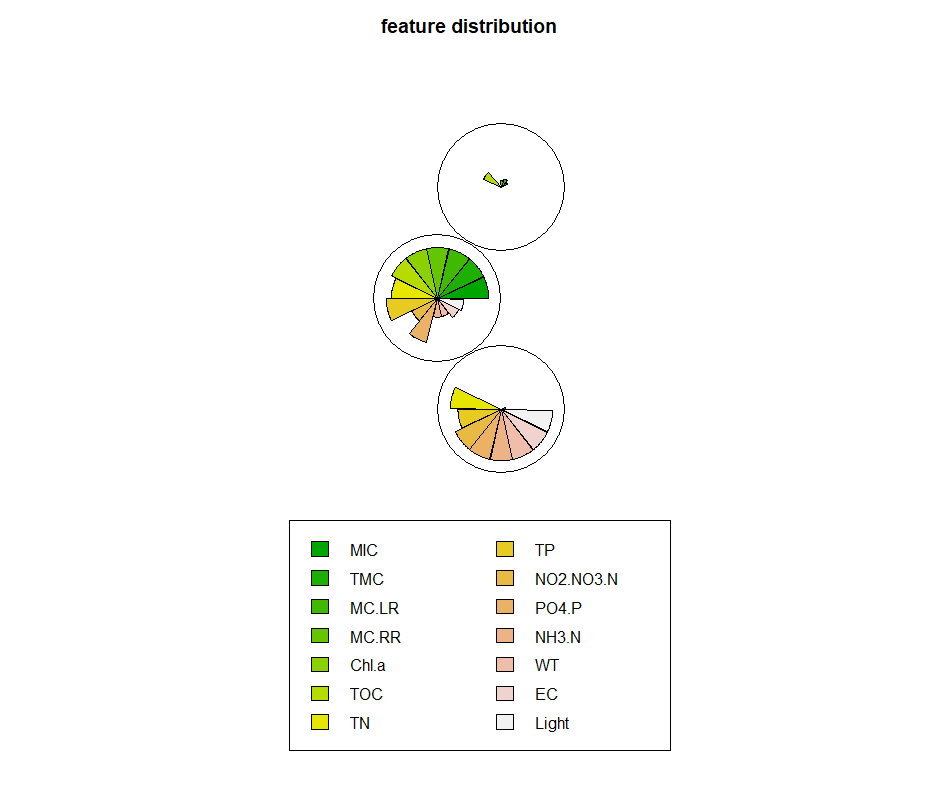 feature distribution
MIC
TMC
MC.LR
MC.RR
Chl.a
TOC
TN
TP
NO2.NO3.N
PO4.P
NH3.N
WT
EC
Light